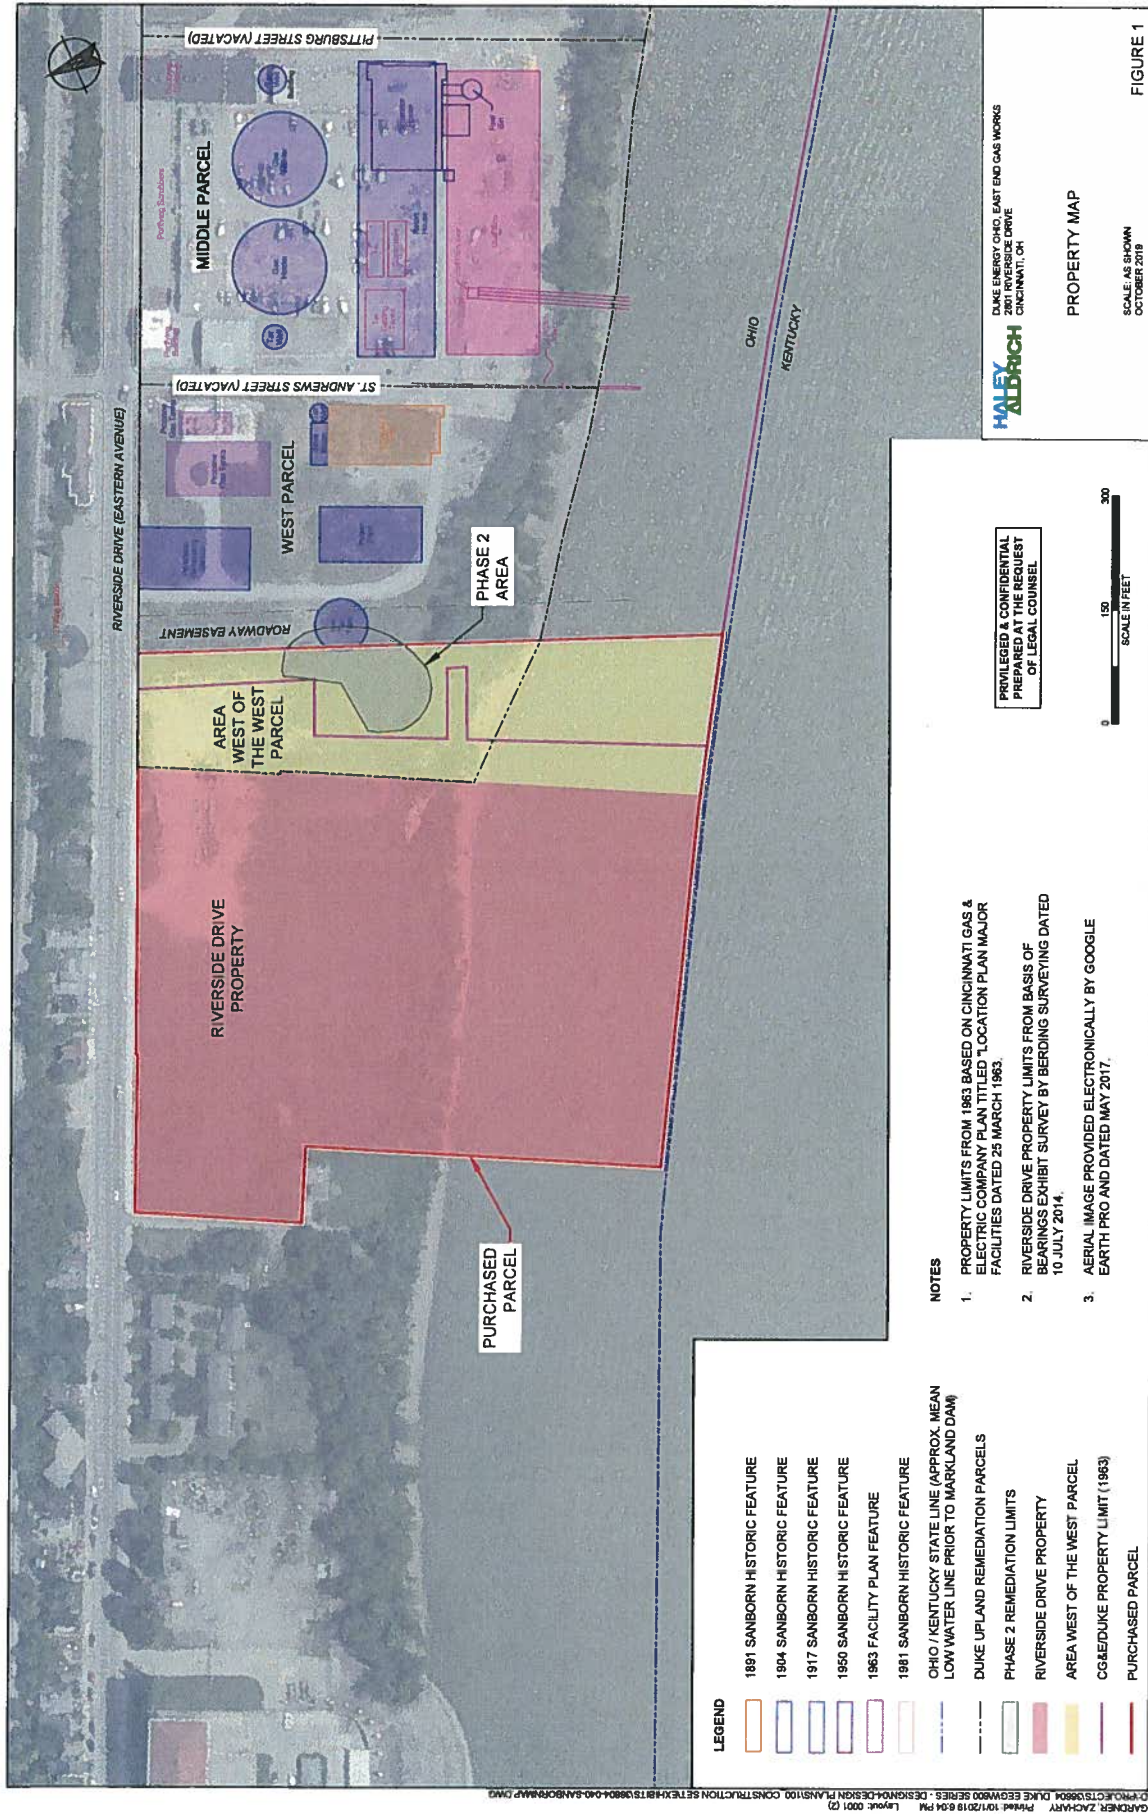 PITTSBURG STREET (VACATED)
MIDDLE PARCEL
ST. ANDREWS STREET (VACATED)
RIVERSIDE DRIVE (EASTERN AVENUE)
WEST PARCEL
ROADWAY EASEMENT
PHASE 2
AREA
AREA
WEST OF
THE WEST
PARCEL
RIVERSIDE DRIVE
PROPERTY
PURCHASED
PARCEL
OHIO
KENTUCKY
LEGEND
1891 SANBORN HISTORIC FEATURE
1904 SANBORN HISTORIC FEATURE
1917 SANBORN HISTORIC FEATURE
1950 SANBORN HISTORIC FEATURE
1963 FACILITY PLAN FEATURE
1981 SANBORN HISTORIC FEATURE
OHIO / KENTUCKY STATE LINE (APPROX. MEAN
LOW WATER LINE PRIOR TO MARKLAND DAM)
DUKE UPLAND REMEDIATION PARCELS
PHASE 2 REMEDIATION LIMITS
RIVERSIDE DRIVE PROPERTY
AREA WEST OF THE WEST PARCEL
CG&E/DUKE PROPERTY LIMIT (1963)
PURCHASED PARCEL
NOTES
1. PROPERTY LIMITS FROM 1963 BASED ON CINCINNATI GAS &
ELECTRIC COMPANY PLAN TITLED "LOCATION PLAN MAJOR
FACILITIES DATED 25 MARCH 1963.
2. RIVERSIDE DRIVE PROPERTY LIMITS FROM BASIS OF
BEARINGS EXHIBIT SURVEY BY BERDING SURVEYING DATED
10 JULY 2014.
3. AERIAL IMAGE PROVIDED ELECTRONICALLY BY GOOGLE
EARTH PRO AND DATED MAY 2017.
PRIVILEGED & CONFIDENTIAL
PREPARED AT THE REQUEST
OF LEGAL COUNSEL
0 150 300
SCALE IN FEET
HALEY
ALDRICH
DUKE ENERGY OHIO, EAST END GAS WORKS
2801 RIVERSIDE DRIVE
CINCINNATI, OH
PROPERTY MAP
SCALE: AS SHOWN
OCTOBER 2019
FIGURE 1